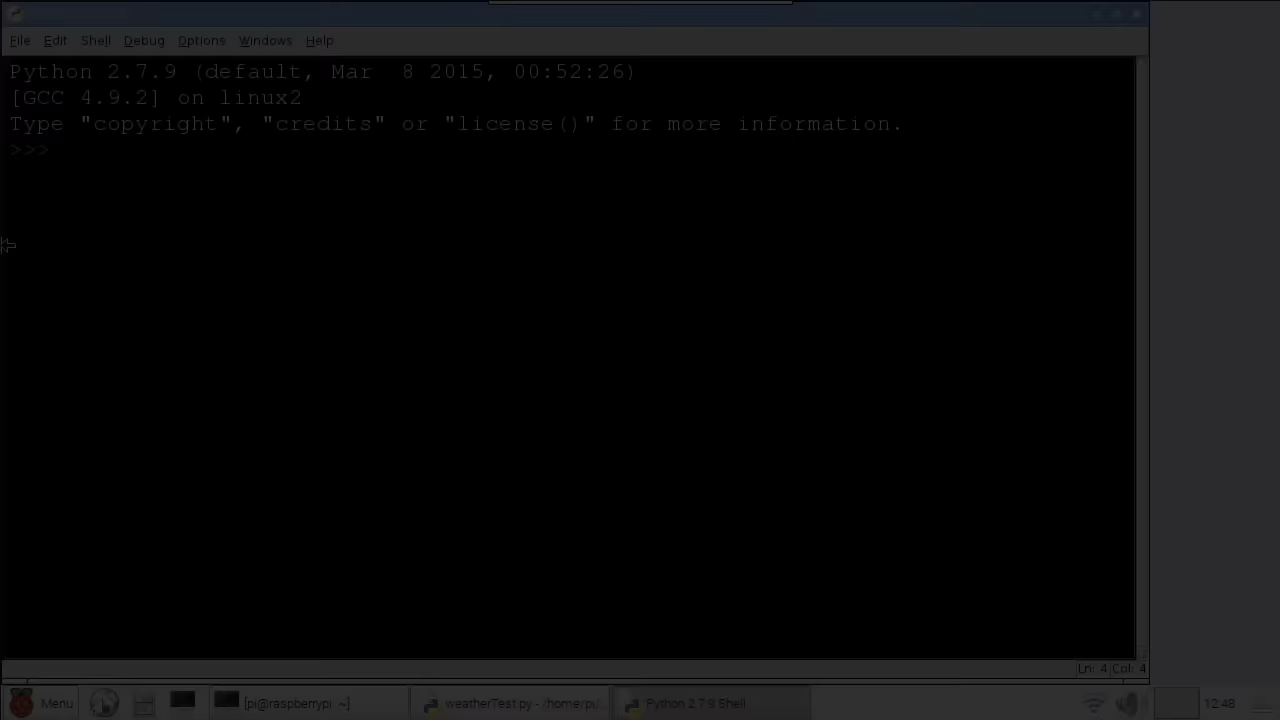 File Edit Shell Debug Options Windows Help
Python 2.7.9 (default, Mar  8 2015, 00:52:26)
[GCC 4.9.2] on linux2
Type "copyright", "credits" or "license()" for more information.
>>>
Ln: 4 Col: 4
Menu [pi@raspberrypi ~] weatherTest.py - /home/pi/... Python 2.7.9 Shell 12:48